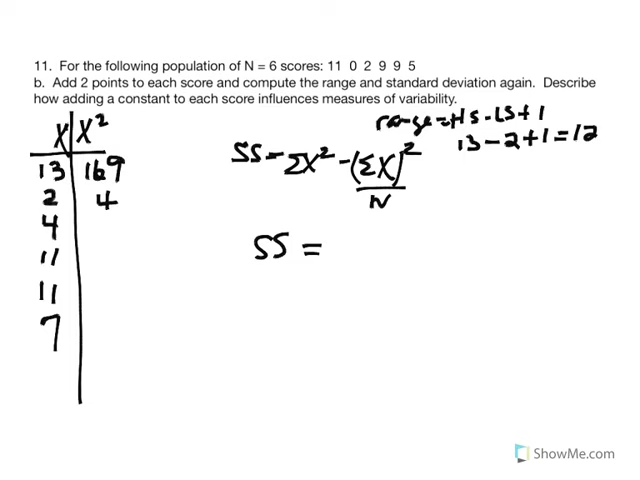 11. For the following population of N = 6 scores: 11 0 2 9 9 5
b. Add 2 points to each score and compute the range and standard deviation again. Describe
how adding a constant to each score influences measures of variability.
range = HS - LS + 1
13 - 2 + 1 = 12
X X²
SS = ΣX² - (ΣX)²
N
13 169
2 4
4
SS =
11
11
7
ShowMe.com